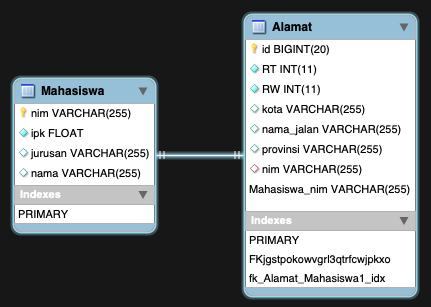 Mahasiswa
nim VARCHAR(255)
ipk FLOAT
jurusan VARCHAR(255)
nama VARCHAR(255)
Indexes
PRIMARY
Alamat
id BIGINT(20)
RT INT(11)
RW INT(11)
kota VARCHAR(255)
nama_jalan VARCHAR(255)
provinsi VARCHAR(255)
nim VARCHAR(255)
Mahasiswa_nim VARCHAR(255)
Indexes
PRIMARY
FKjgstpokowvgrl3qtrfcwjpkxo
fk_Alamat_Mahasiswa1_idx